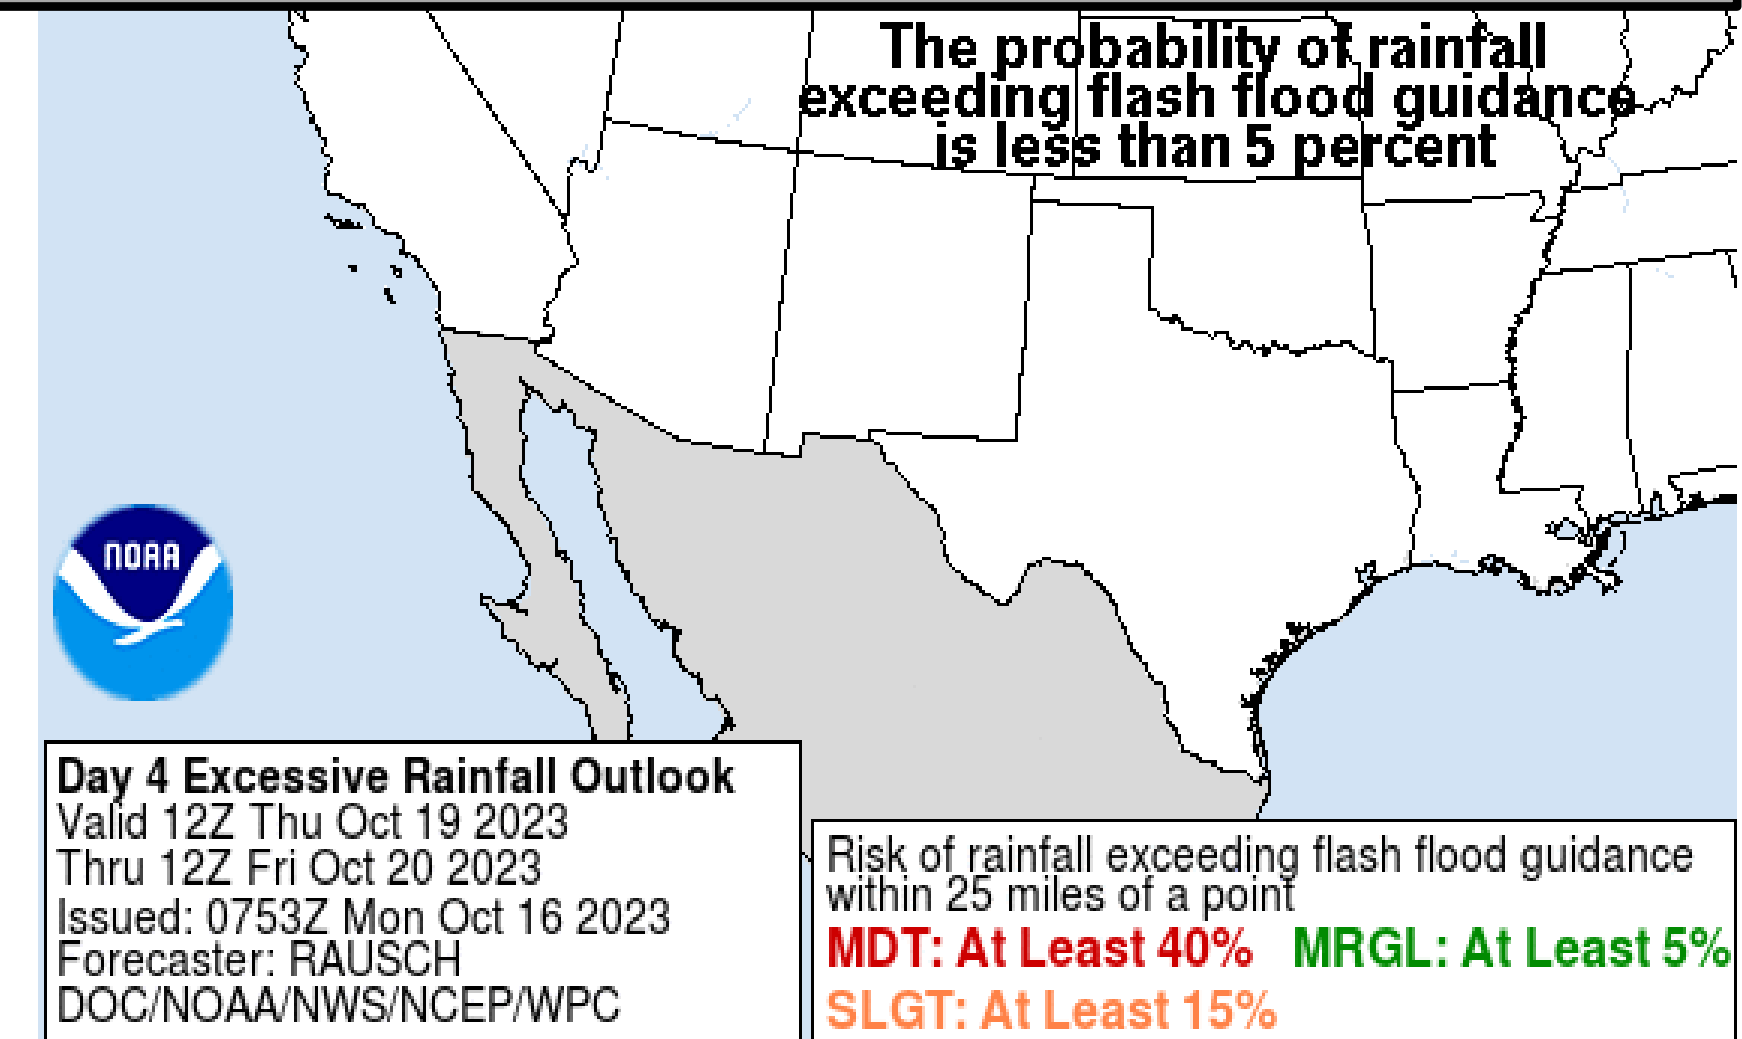 The probability of rainfall
exceeding flash flood guidance
is less than 5 percent
NOAA
Day 4 Excessive Rainfall Outlook
Valid 12Z Thu Oct 19 2023
Thru 12Z Fri Oct 20 2023
Issued: 0753Z Mon Oct 16 2023
Forecaster: RAUSCH
DOC/NOAA/NWS/NCEP/WPC
Risk of rainfall exceeding flash flood guidance
within 25 miles of a point
MDT: At Least 40% MRGL: At Least 5%
SLGT: At Least 15%